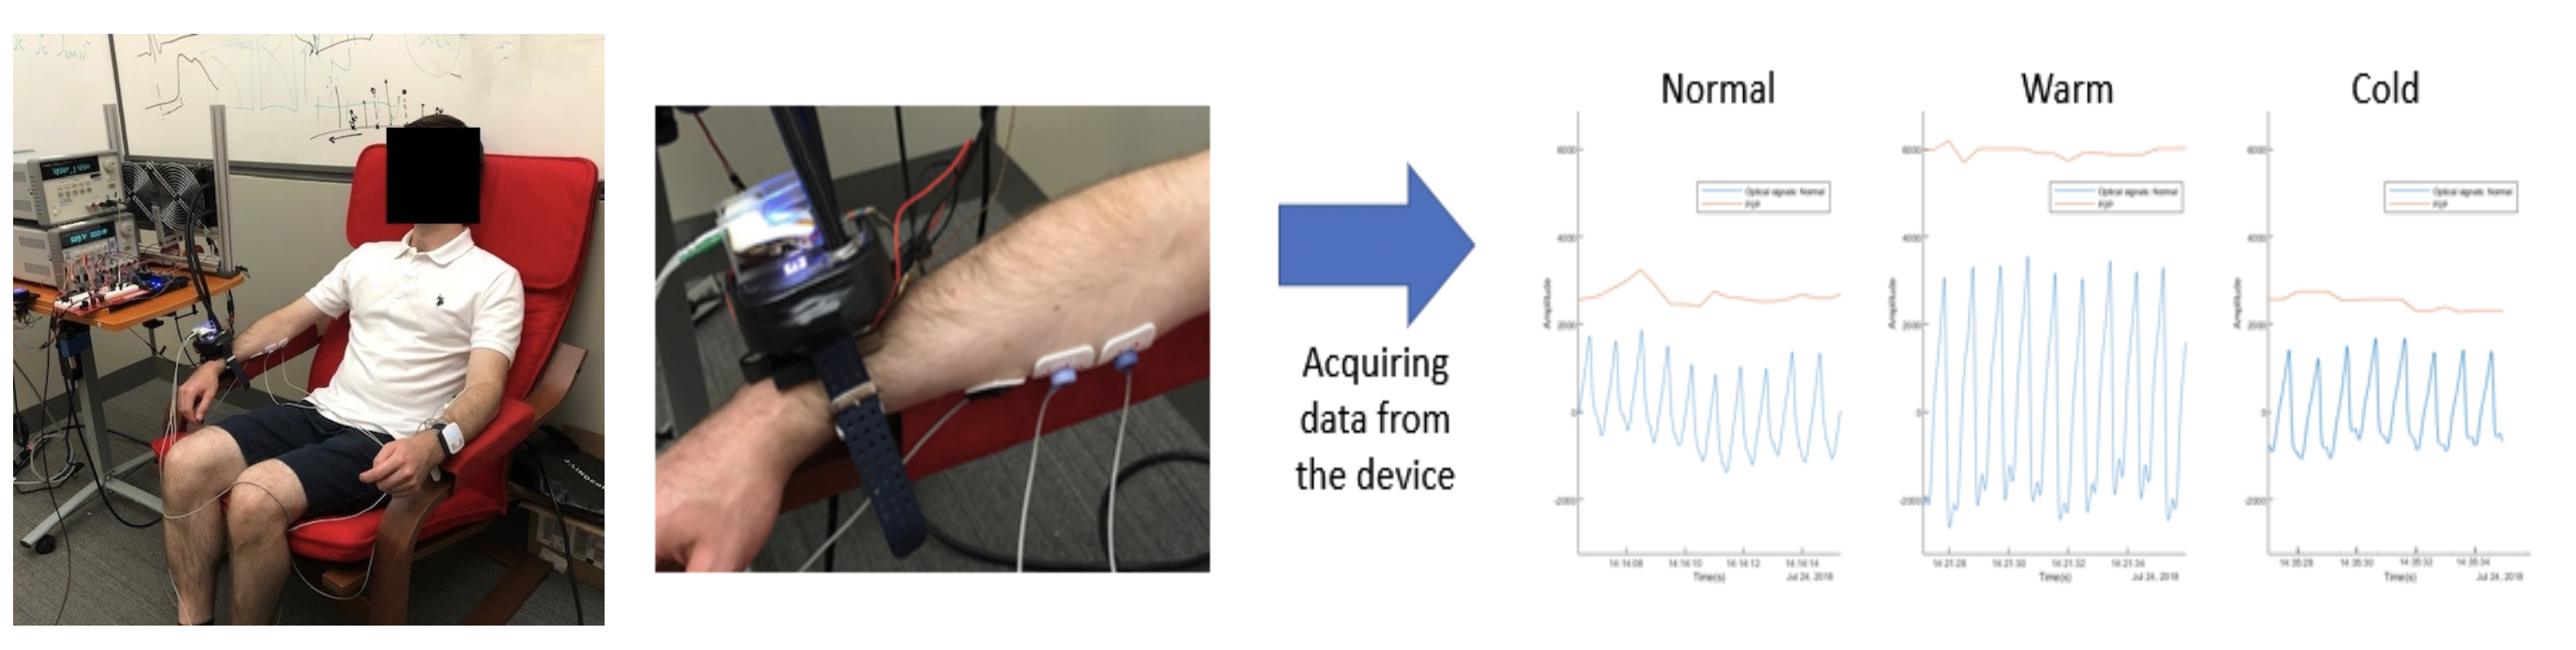 Normal
Warm
Cold
Acquiring
data from
the device
6000
4000
2000
0
-2000
Amplitude
Optical signals: Normal
P2P
14:14:08
14:14:10
14:14:12
14:14:14
Time(s)
Jul 24, 2018
6000
4000
2000
0
-2000
Amplitude
Optical signals: Normal
P2P
14:21:28
14:21:30
14:21:32
14:21:34
Time(s)
Jul 24, 2018
6000
4000
2000
0
-2000
Amplitude
Optical signals: Normal
P2P
14:35:28
14:35:30
14:35:32
14:35:34
Time(s)
Jul 24, 2018